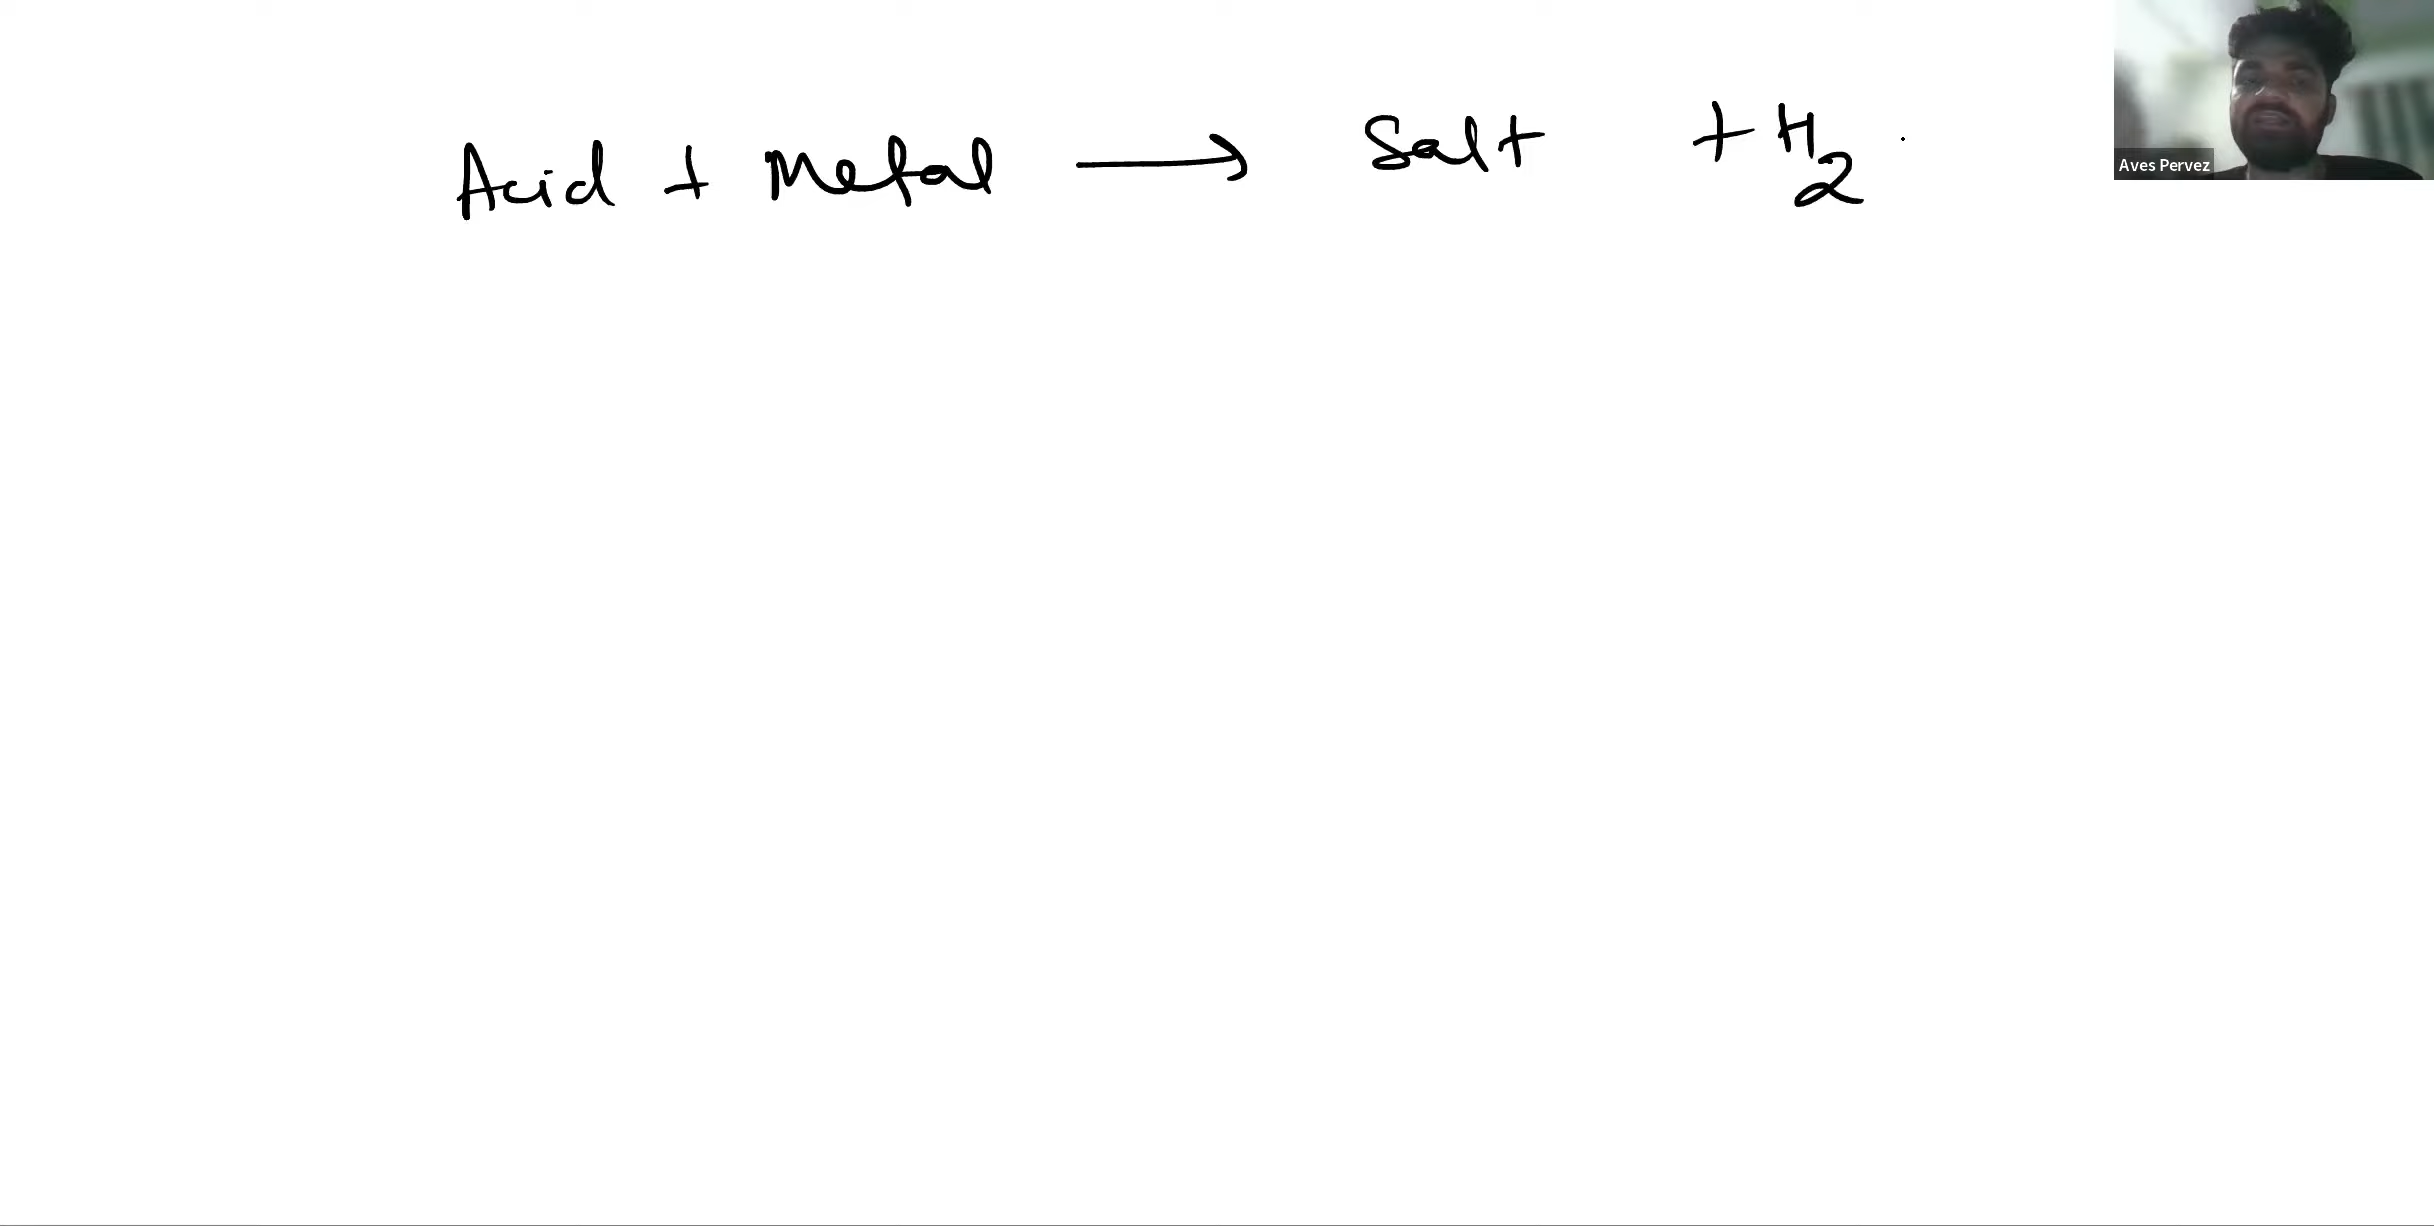 Acid + Metal → Salt + H₂
Aves Pervez